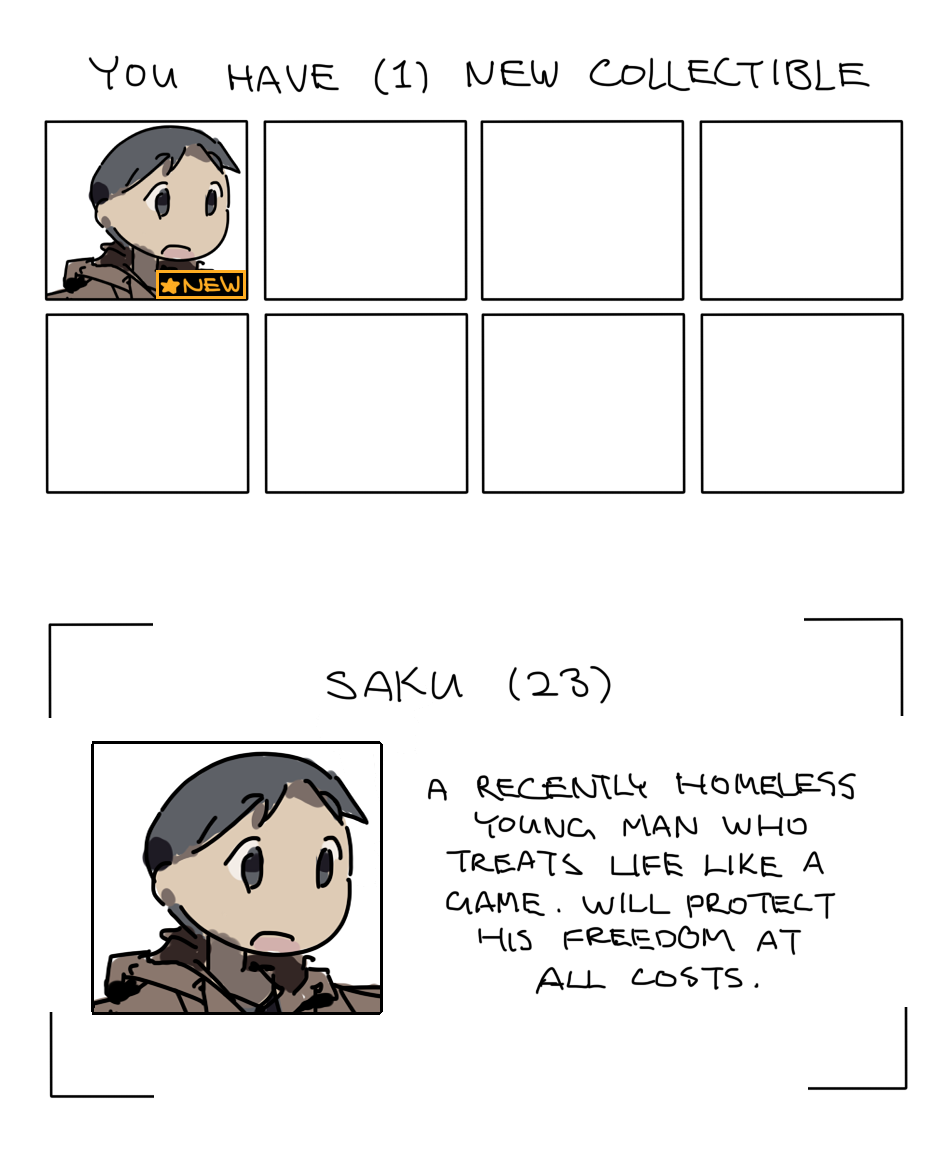 YOU HAVE (1) NEW COLLECTIBLE
★NEW
SAKU (23)
A RECENTLY HOMELESS
YOUNG MAN WHO
TREATS LIFE LIKE A
GAME. WILL PROTECT
HIS FREEDOM AT
ALL COSTS.